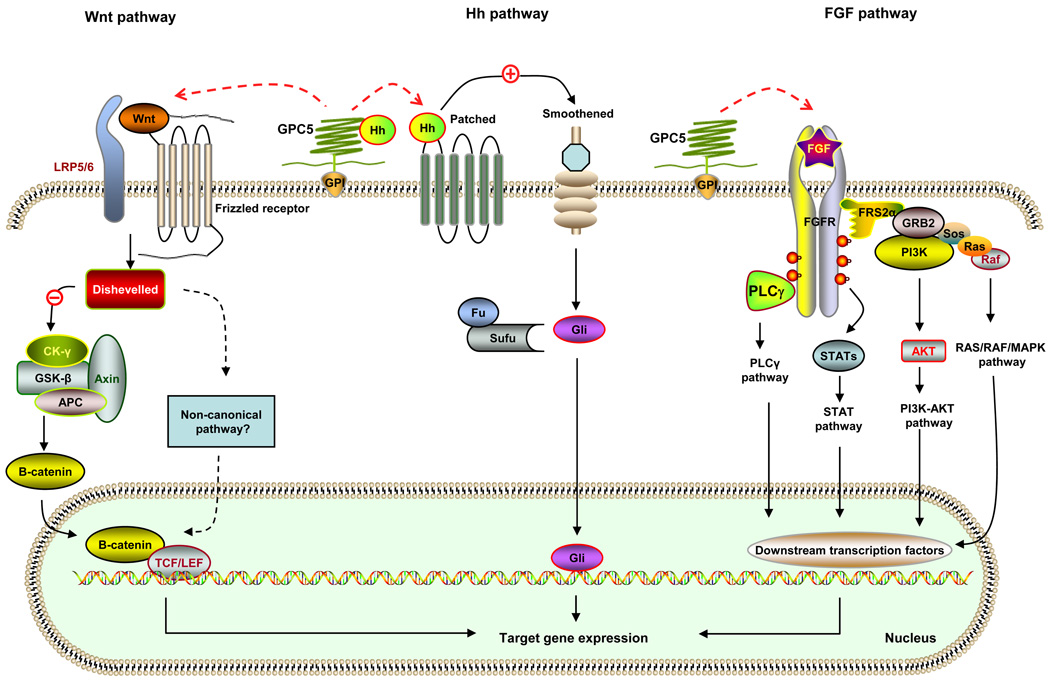 Wnt pathway
Hh pathway
FGF pathway
Wnt
LRP5/6
Frizzled receptor
GPC5
Hh
GPI
Hh
Patched
+
Smoothened
GPC5
GPI
FGF
FGFR
FRS2α
GRB2
PI3K
Sos
Ras
Raf
P
P
P
P
P
PLCγ
Dishevelled
−
CK-γ
GSK-β
Axin
APC
B-catenin
Non-canonical
pathway?
Fu
Sufu
Gli
PLCγ
pathway
STATs
STAT
pathway
AKT
PI3K-AKT
pathway
RAS/RAF/MAPK
pathway
B-catenin
TCF/LEF
Gli
Downstream transcription factors
Target gene expression
Nucleus